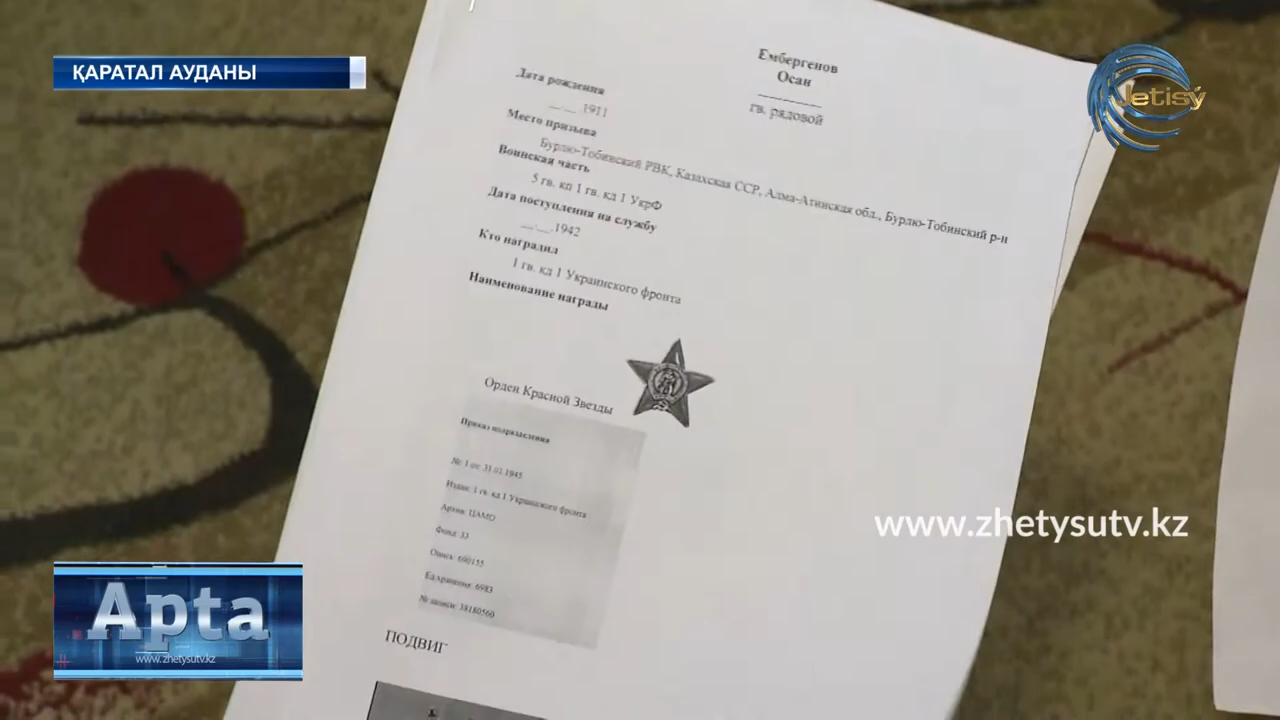 ҚАРАТАЛ АУДАНЫ
Jetisý
Ембергенов
Осан
гв. рядовой
Дата рождения
__.__.1911
Место призыва
Бурлю-Тобинский РВК, Казахская ССР, Алма-Атинская обл., Бурлю-Тобинский р-н
Воинская часть
5 гв. кп 1 гв. кд 1 УкрФ
Дата поступления на службу
__.__.1942
Кто наградил
1 гв. кд 1 Украинского фронта
Наименование награды
Орден Красной Звезды
Приказ подразделения
№: 1 от: 31.01.1945
Издан: 1 гв. кд 1 Украинского фронта
Архив: ЦАМО
Фонд: 33
Опись: 690155
Ед.хранения: 6983
№ записи: 38180560
ПОДВИГ
www.zhetysutv.kz
Apta
www.zhetysutv.kz